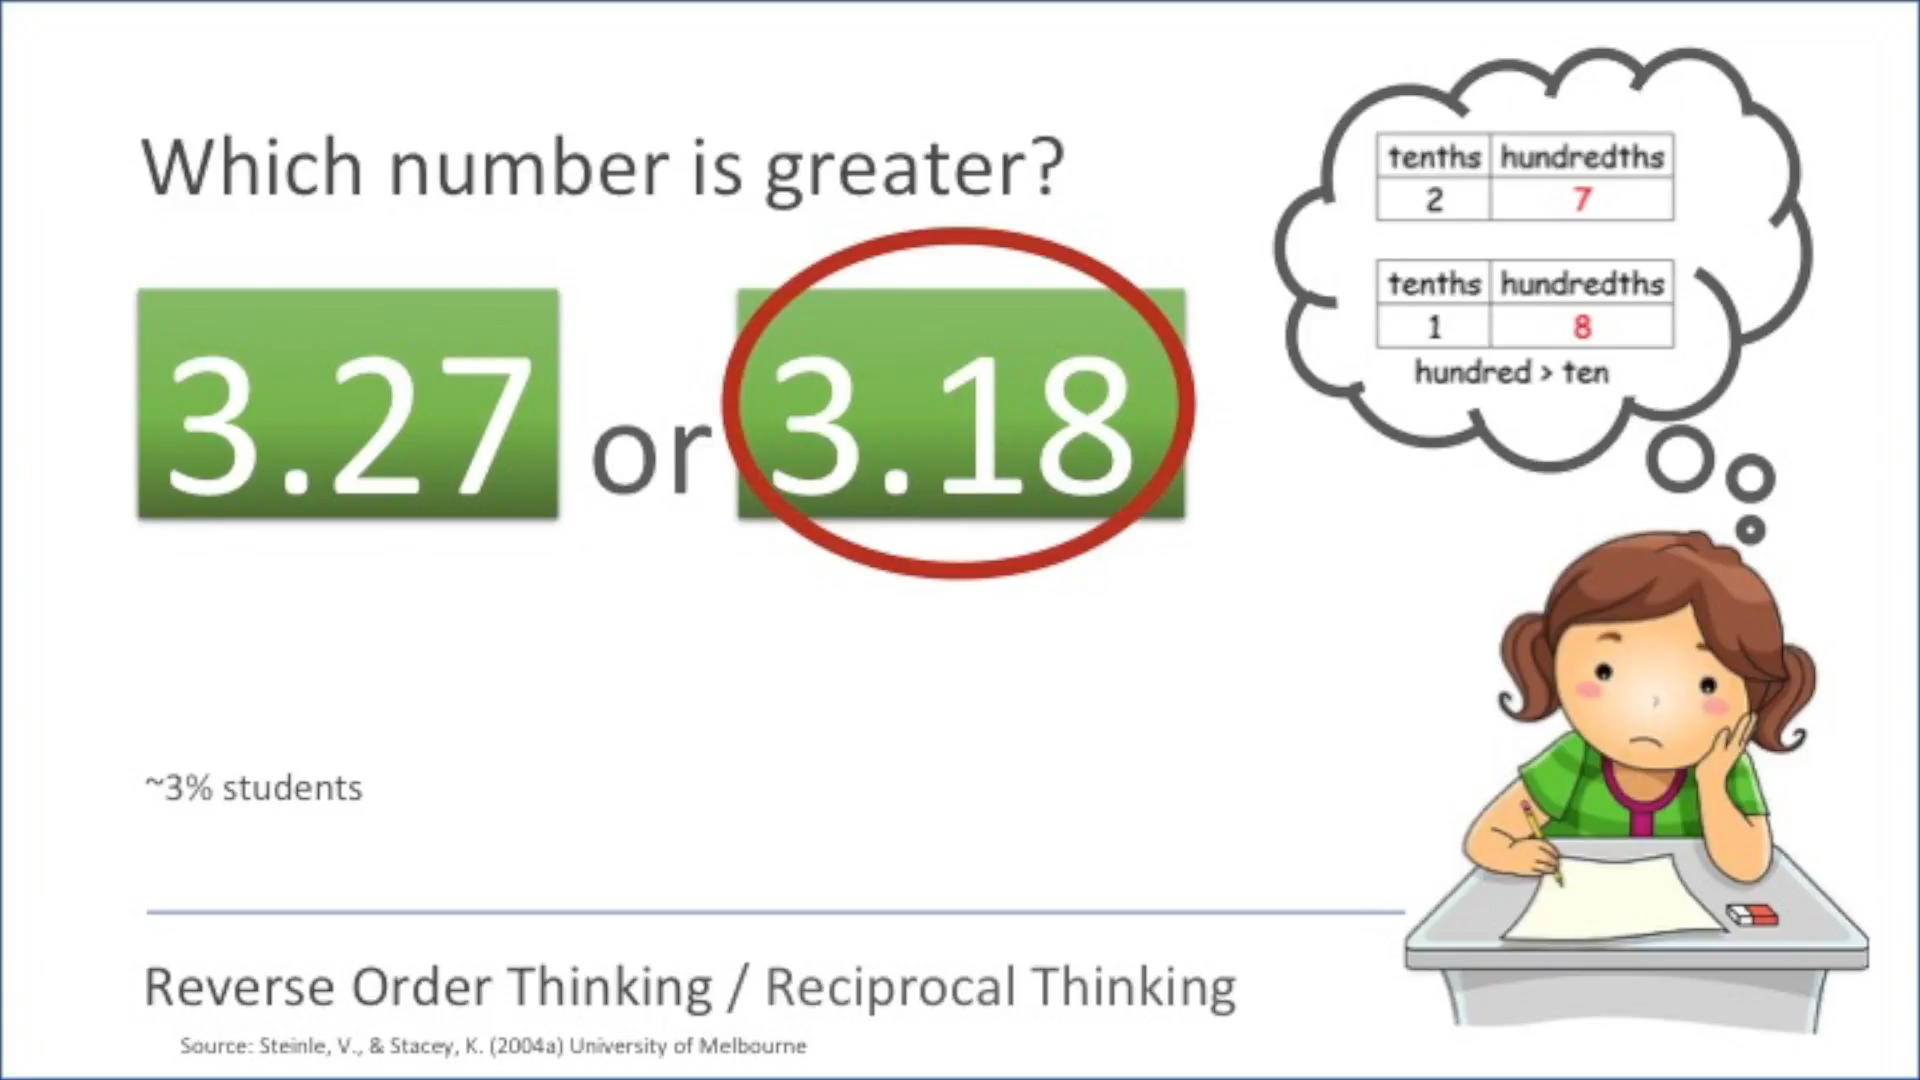 Which number is greater?
3.27 or 3.18
tenths hundredths
2 7
tenths hundredths
1 8
hundred > ten
~3% students
Reverse Order Thinking / Reciprocal Thinking
Source: Steinle, V., & Stacey, K. (2004a) University of Melbourne